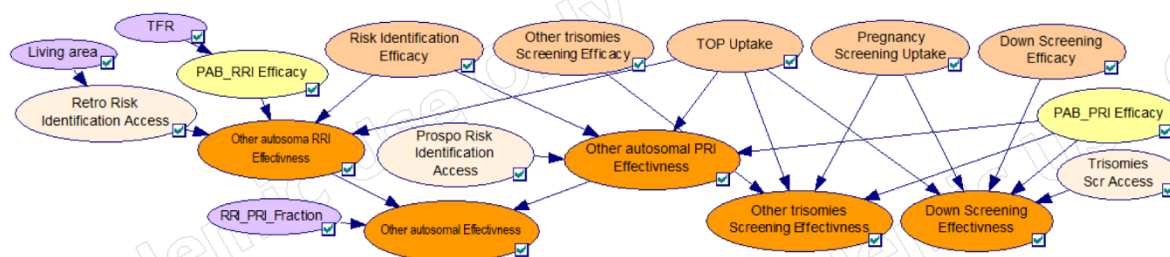 TFR
Living area
PAB_RRI Efficacy
Risk Identification
Efficacy
Other trisomies
Screening Efficacy
TOP Uptake
Pregnancy
Screening Uptake
Down Screening
Efficacy
Retro Risk
Identification Access
PAB_PRI Efficacy
Other autosoma RRI
Effectivness
Prospo Risk
Identification
Access
Other autosomal PRI
Effectivness
Trisomies
Scr Access
RRI_PRI_Fraction
Other autosomal Effectivness
Other trisomies
Screening Effectivness
Down Screening
Effectivness